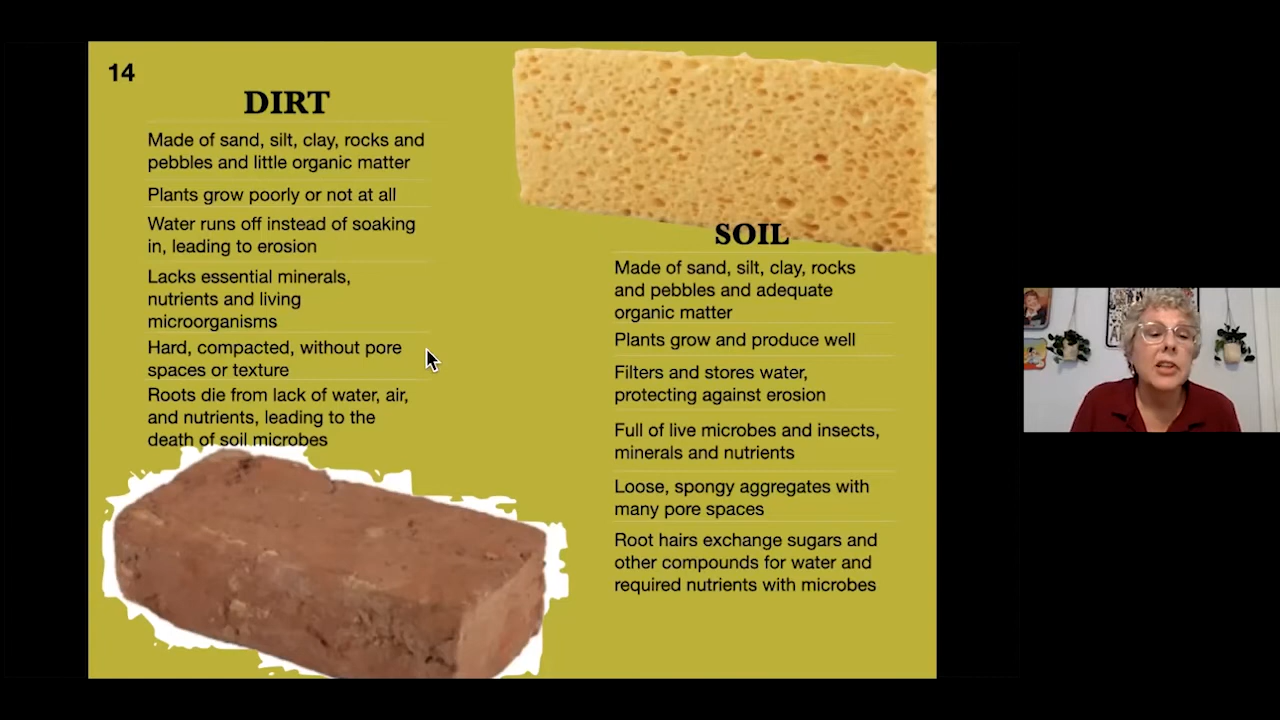 14
DIRT
Made of sand, silt, clay, rocks and
pebbles and little organic matter
Plants grow poorly or not at all
Water runs off instead of soaking
in, leading to erosion
Lacks essential minerals,
nutrients and living
microorganisms
Hard, compacted, without pore
spaces or texture
Roots die from lack of water, air,
and nutrients, leading to the
death of soil microbes
SOIL
Made of sand, silt, clay, rocks
and pebbles and adequate
organic matter
Plants grow and produce well
Filters and stores water,
protecting against erosion
Full of live microbes and insects,
minerals and nutrients
Loose, spongy aggregates with
many pore spaces
Root hairs exchange sugars and
other compounds for water and
required nutrients with microbes